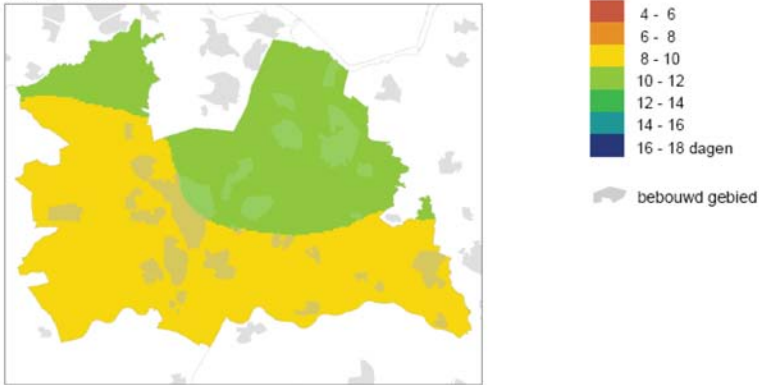 4 - 6
6 - 8
8 - 10
10 - 12
12 - 14
14 - 16
16 - 18 dagen
bebouwd gebied